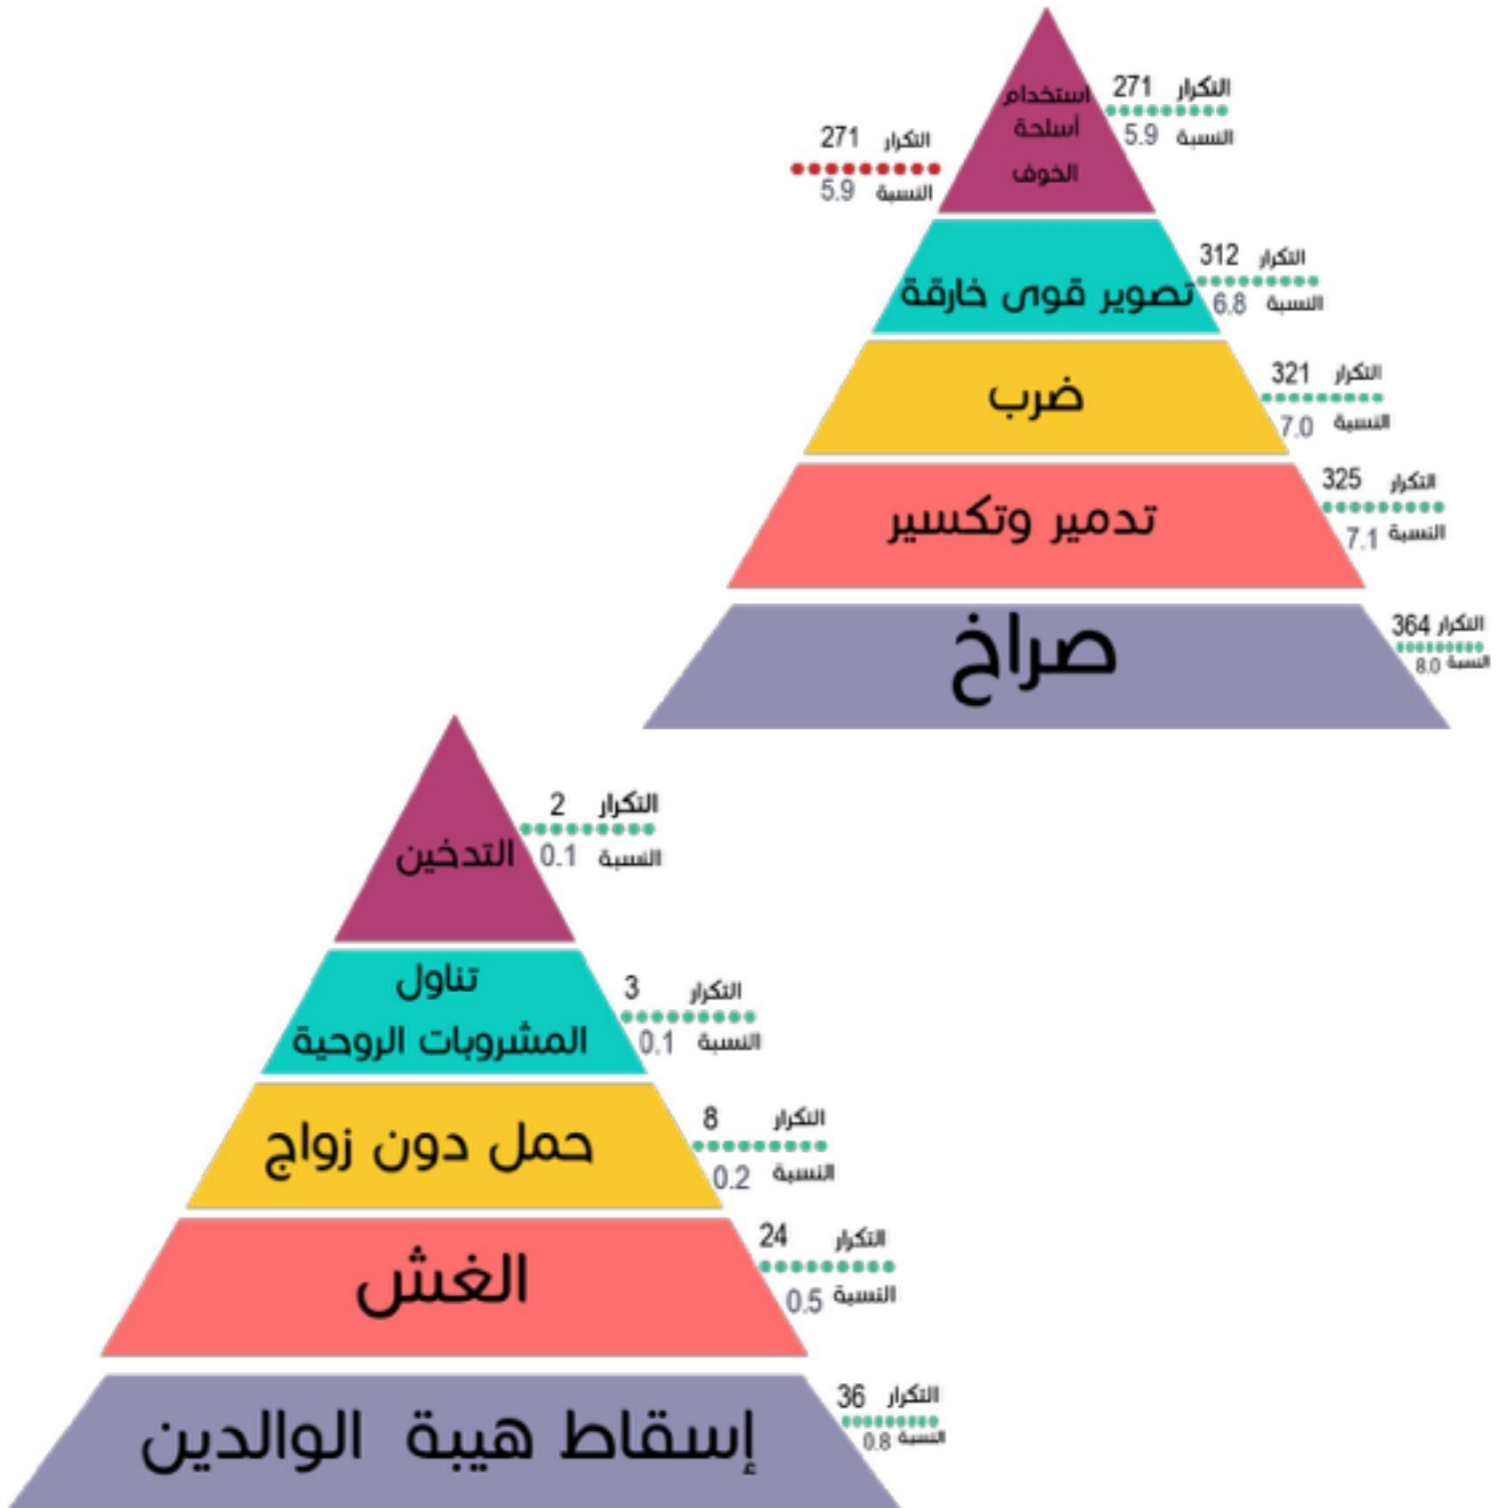 استخدام
أسلحة
الخوف
التكرار 271
النسبة 5.9
التكرار 271
النسبة 5.9
تصوير قوى خارقة
التكرار 312
النسبة 6.8
ضرب
التكرار 321
النسبة 7.0
تدمير وتكسير
التكرار 325
النسبة 7.1
صراخ
التكرار 364
النسبة 8.0
التدخين
التكرار 2
النسبة 0.1
تناول
المشروبات الروحية
التكرار 3
النسبة 0.1
حمل دون زواج
التكرار 8
النسبة 0.2
الغش
التكرار 24
النسبة 0.5
إسقاط هيبة الوالدين
التكرار 36
النسبة 0.8